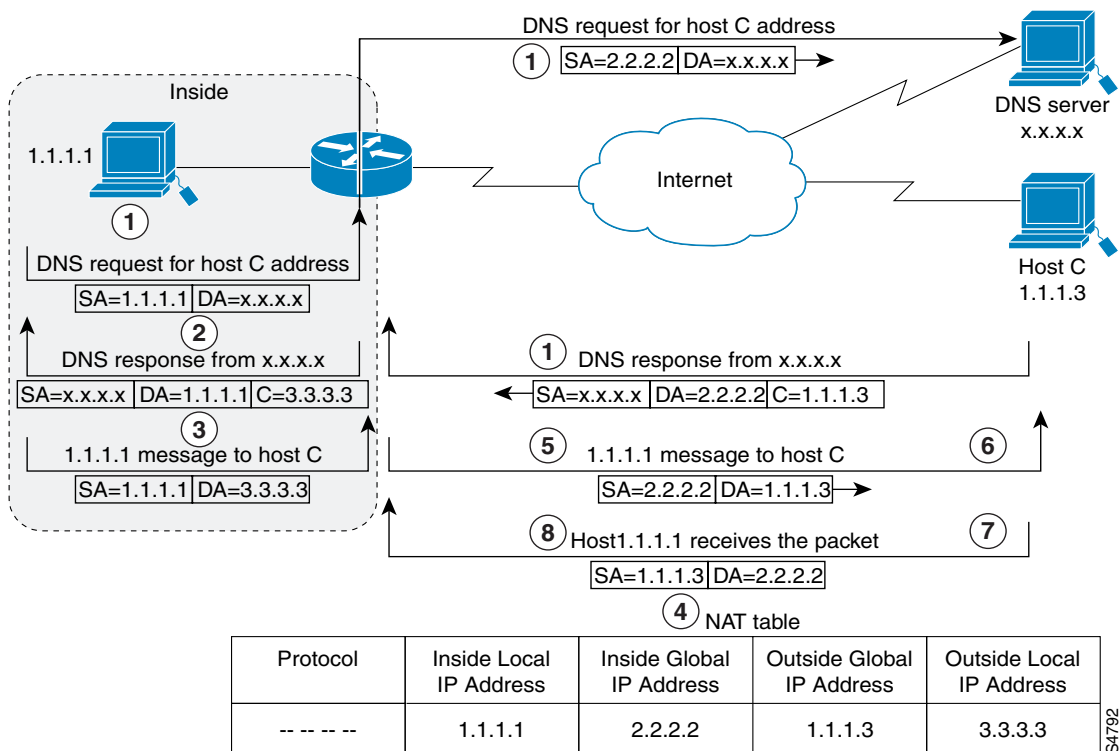 DNS request for host C address
1 SA=2.2.2.2 DA=x.x.x.x
Inside
DNS server
x.x.x.x
1.1.1.1
Internet
1
DNS request for host C address
SA=1.1.1.1 DA=x.x.x.x
Host C
1.1.1.3
2
DNS response from x.x.x.x
SA=x.x.x.x DA=1.1.1.1 C=3.3.3.3
1 DNS response from x.x.x.x
SA=x.x.x.x DA=2.2.2.2 C=1.1.1.3
3
1.1.1.1 message to host C
SA=1.1.1.1 DA=3.3.3.3
5 1.1.1.1 message to host C 6
SA=2.2.2.2 DA=1.1.1.3
8 Host1.1.1.1 receives the packet 7
SA=1.1.1.3 DA=2.2.2.2
4 NAT table
Protocol
Inside Local
IP Address
Inside Global
IP Address
Outside Global
IP Address
Outside Local
IP Address
-- -- -- -- 1.1.1.1 2.2.2.2 1.1.1.3 3.3.3.3
S4792